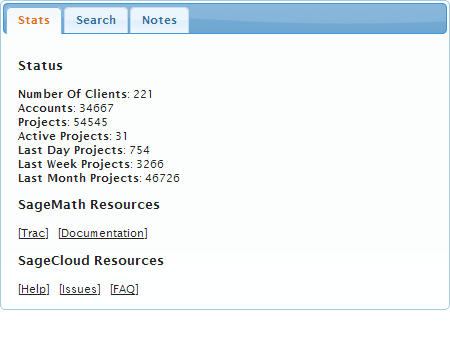 Stats Search Notes
Status
Number Of Clients: 221
Accounts: 34667
Projects: 54545
Active Projects: 31
Last Day Projects: 754
Last Week Projects: 3266
Last Month Projects: 46726
SageMath Resources
[Trac] [Documentation]
SageCloud Resources
[Help] [Issues] [FAQ]